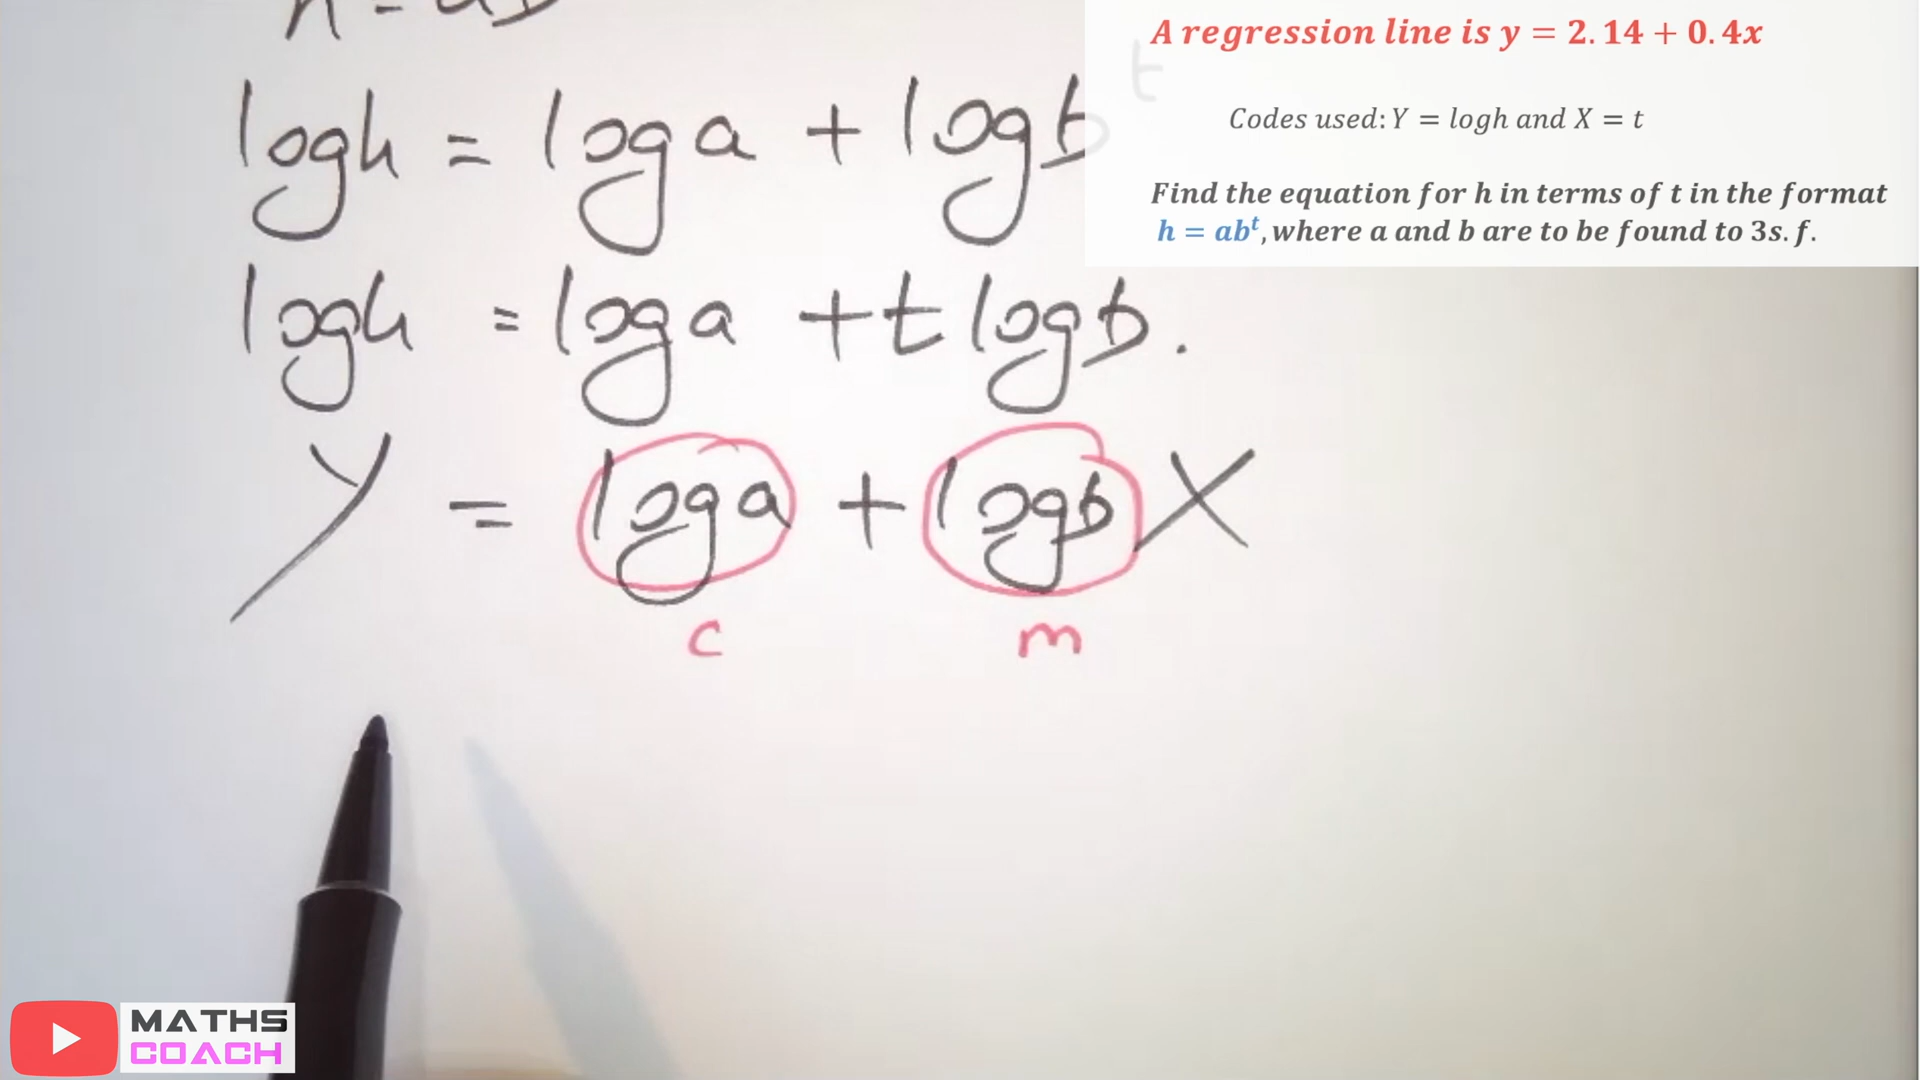 h = ab
A regression line is y = 2.14 + 0.4x
Codes used: Y = logh and X = t
Find the equation for h in terms of t in the format
h = abᵗ, where a and b are to be found to 3s.f.
logh = loga + logb t
logh = loga + t logb.
Y = loga + logb X
c m
MATHS
COACH